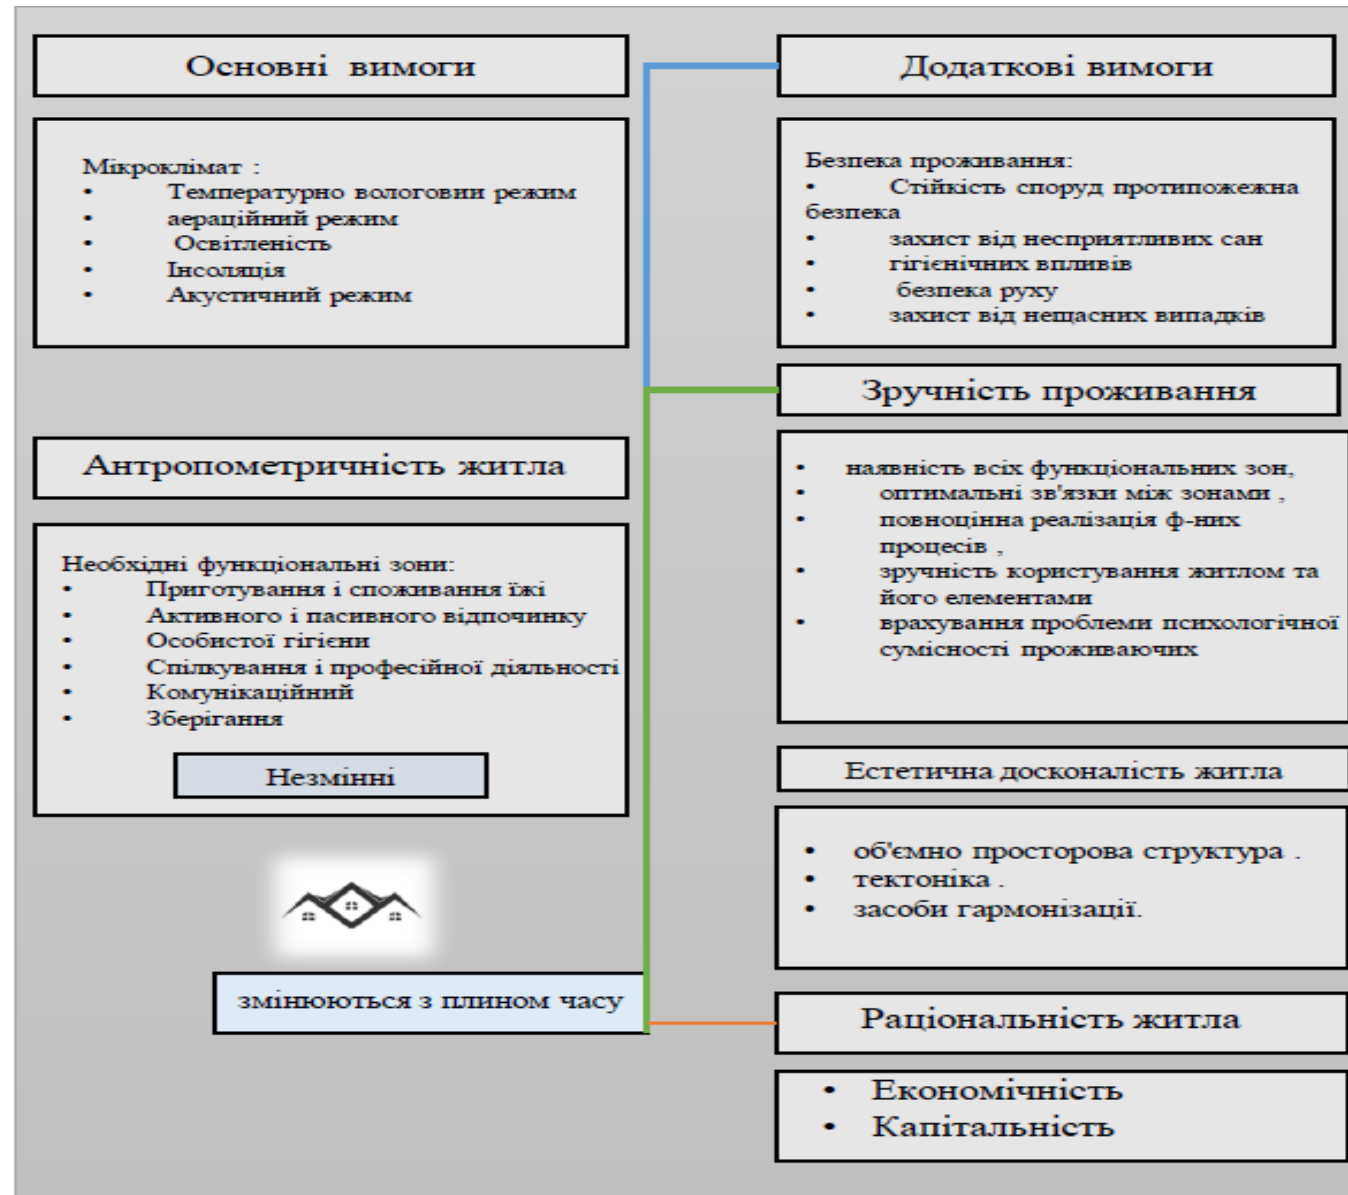 Основні вимоги
Мікроклімат :
• Температурно вологовии режим
• аераційний режим
• Освітленість
• Інсоляція
• Акустичний режим
Антропометричність житла
Необхідні функціональні зони:
• Приготування і споживання їжі
• Активного і пасивного відпочинку
• Особистої гігієни
• Спілкування і професійної діяльності
• Комунікаційний
• Зберігання
Незмінні
змінюються з плином часу
Додаткові вимоги
Безпека проживання:
• Стійкість споруд протипожежна
безпека
• захист від несприятливих сан
• гігієнічних впливів
• безпека руху
• захист від нещасних випадків
Зручність проживання
• наявність всіх функціональних зон,
• оптимальні зв'язки між зонами ,
• повноцінна реалізація ф-них
процесів ,
• зручність користування житлом та
його елементами
• врахування проблеми психологічної
сумісності проживаючих
Естетична досконалість житла
• об'ємно просторова структура .
• тектоніка .
• засоби гармонізації.
Раціональність житла
• Економічність
• Капітальність